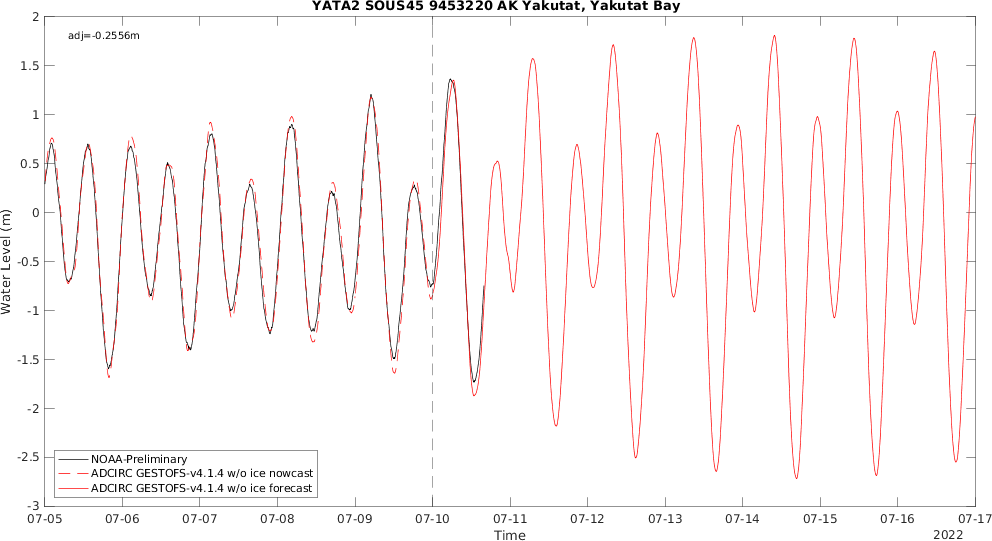 YATA2 SOUS45 9453220 AK Yakutat, Yakutat Bay
adj=-0.2556m
2
1.5
1
0.5
0
-0.5
-1
-1.5
-2
-2.5
-3
Water Level (m)
NOAA-Preliminary
ADCIRC GESTOFS-v4.1.4 w/o ice nowcast
ADCIRC GESTOFS-v4.1.4 w/o ice forecast
07-05 07-06 07-07 07-08 07-09 07-10 07-11 07-12 07-13 07-14 07-15 07-16 07-17
Time
2022